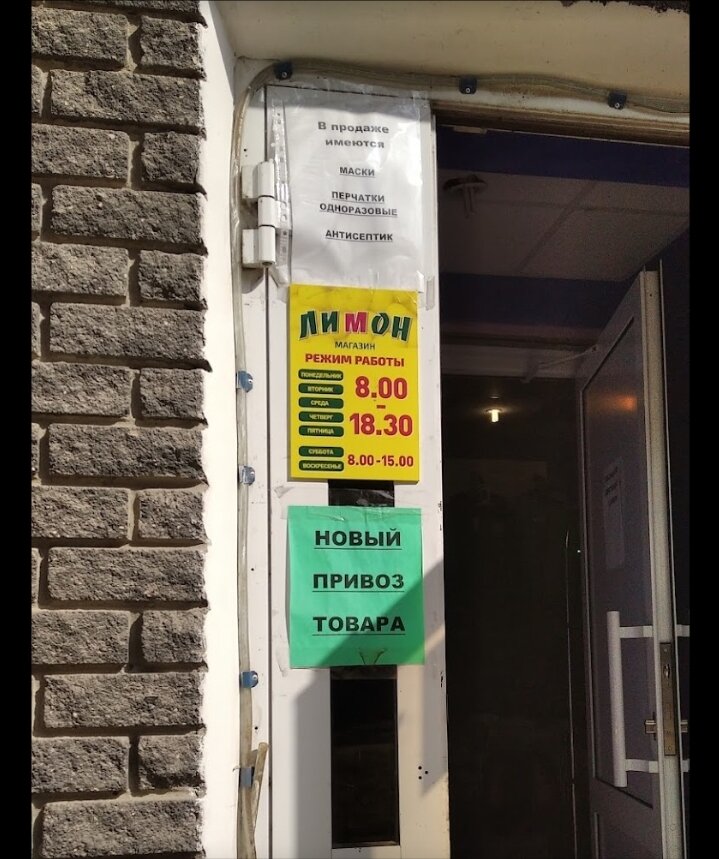 В продаже
имеются
МАСКИ
ПЕРЧАТКИ
ОДНОРАЗОВЫЕ
АНТИСЕПТИК
ЛИМОН
МАГАЗИН
РЕЖИМ РАБОТЫ
ПОНЕДЕЛЬНИК
ВТОРНИК
СРЕДА
ЧЕТВЕРГ
ПЯТНИЦА
8.00
-
18.30
СУББОТА
ВОСКРЕСЕНЬЕ
8.00-15.00
НОВЫЙ
ПРИВОЗ
ТОВАРА